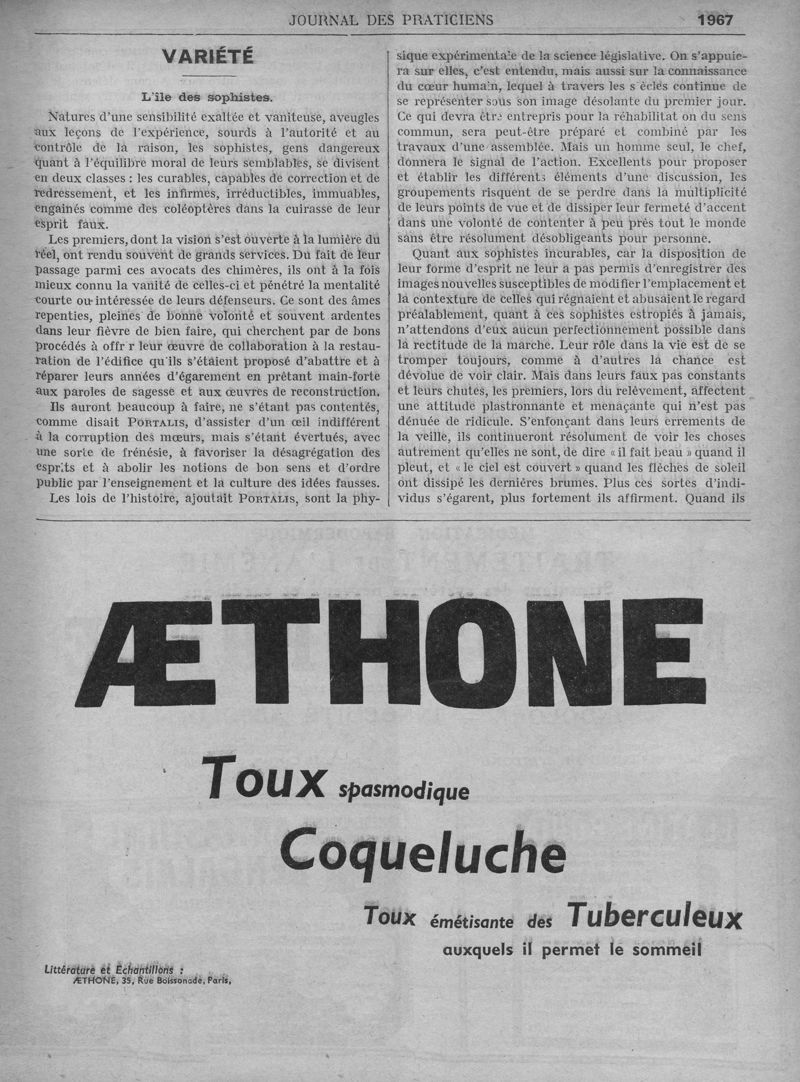 JOURNAL DES PRATICIENS
1967
VARIÉTÉ
L'île des sophistes.
Natures d'une sensibilité exaltée et vaniteuse, aveugles
aux leçons de l'expérience, sourds à l'autorité et au
contrôle de la raison, les sophistes, gens dangereux
quant à l'équilibre moral de leurs semblables, se divisent
en deux classes : les curables, capables de correction et de
redressement, et les infirmes, irréductibles, immuables,
engainés comme des coléoptères dans la cuirasse de leur
esprit faux.
Les premiers, dont la vision s'est ouverte à la lumière du
réel, ont rendu souvent de grands services. Du fait de leur
passage parmi ces avocats des chimères, ils ont à la fois
mieux connu la vanité de celles-ci et pénétré la mentalité
courte ou intéressée de leurs défenseurs. Ce sont des âmes
repenties, pleines de bonne volonté et souvent ardentes
dans leur fièvre de bien faire, qui cherchent par de bons
procédés à offr r leur œuvre de collaboration à la restau-
ration de l'édifice qu'ils s'étaient proposé d'abattre et à
réparer leurs années d'égarement en prêtant main-forte
aux paroles de sagesse et aux œuvres de reconstruction.
Ils auront beaucoup à faire, ne s'étant pas contentés,
comme disait PORTALIS, d'assister d'un œil indifférent
à la corruption des mœurs, mais s'étant évertués, avec
une sorte de frénésie, à favoriser la désagrégation des
esprits et à abolir les notions de bon sens et d'ordre
public par l'enseignement et la culture des idées fausses.
Les lois de l'histoire, ajoutait PORTALIS, sont la phy-
sique expérimentale de la science législative. On s'appuie-
ra sur elles, c'est entendu, mais aussi sur la connaissance
du cœur humain, lequel à travers les s ècles continue de
se représenter sous son image désolante du premier jour.
Ce qui devra être entrepris pour la réhabilitat on du sens
commun, sera peut-être préparé et combiné par les
travaux d'une assemblée. Mais un homme seul, le chef,
donnera le signal de l'action. Excellents pour proposer
et établir les différents éléments d'une discussion, les
groupements risquent de se perdre dans la multiplicité
de leurs points de vue et de dissiper leur fermeté d'accent
dans une volonté de contenter à peu près tout le monde
sans être résolument désobligeants pour personne.
Quant aux sophistes incurables, car la disposition de
leur forme d'esprit ne leur a pas permis d'enregistrer des
images nouvelles susceptibles de modifier l'emplacement et
la contexture de celles qui régnaient et abusaient le regard
préalablement, quant à ces sophistes estropiés à jamais,
n'attendons d'eux aucun perfectionnement possible dans
la rectitude de la marche. Leur rôle dans la vie est de se
tromper toujours, comme à d'autres la chance est
dévolue de voir clair. Mais dans leurs faux pas constants
et leurs chutes, les premiers, lors du relèvement, affectent
une attitude plastronnante et menaçante qui n'est pas
dénuée de ridicule. S'enfonçant dans leurs errements de
la veille, ils continueront résolument de voir les choses
autrement qu'elles ne sont, de dire « il fait beau » quand il
pleut, et « le ciel est couvert » quand les flèches de soleil
ont dissipé les dernières brumes. Plus ces sortes d'indi-
vidus s'égarent, plus fortement ils affirment. Quand ils
ÆTHONE
Toux spasmodique
Coqueluche
Toux émétisante des Tuberculeux
auxquels il permet le sommeil
Littérature et Échantillons :
ÆTHONE, 35, Rue Boissonade, Paris,